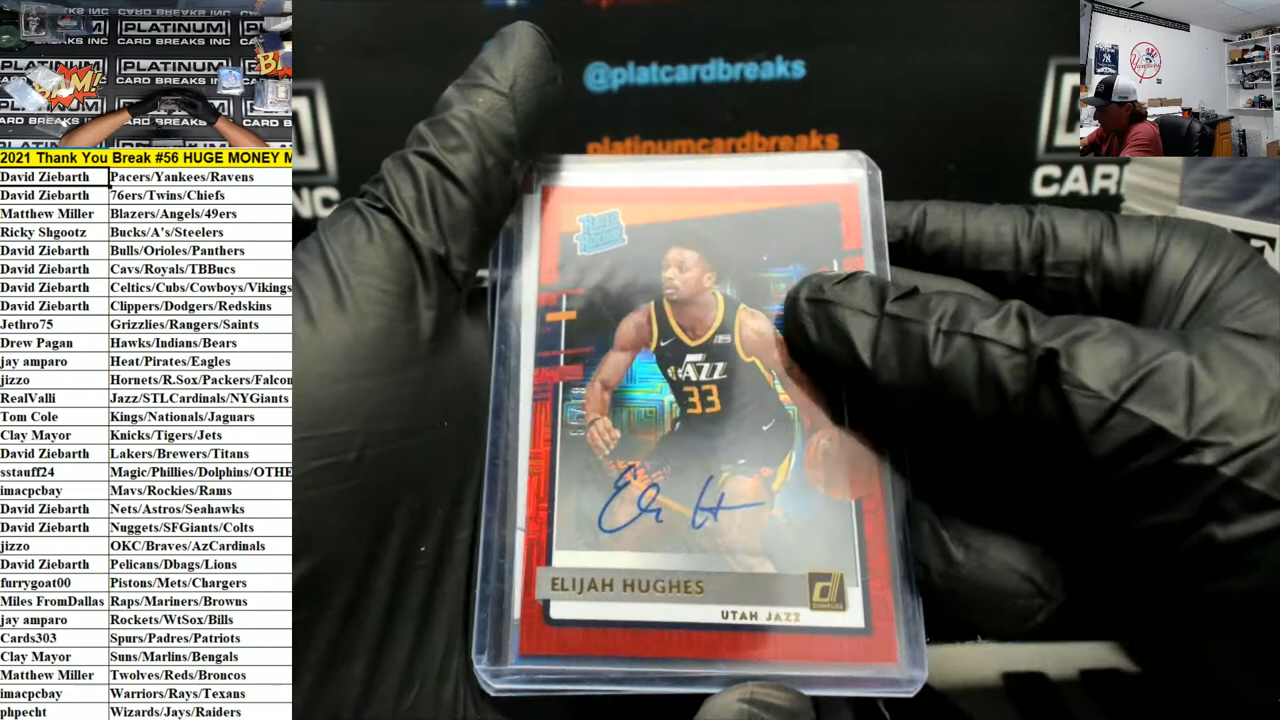 PLATINUM
CARD BREAKS INC
PLATINUM
CARD BREAKS INC
BAM!
@platcardbreaks
platinumcardbreaks
CAR
Yankees
2021 Thank You Break #56 HUGE MONEY M
David Ziebarth Pacers/Yankees/Ravens
David Ziebarth 76ers/Twins/Chiefs
Matthew Miller Blazers/Angels/49ers
Ricky Shgootz Bucks/A's/Steelers
David Ziebarth Bulls/Orioles/Panthers
David Ziebarth Cavs/Royals/TBBucs
David Ziebarth Celtics/Cubs/Cowboys/Vikings
David Ziebarth Clippers/Dodgers/Redskins
Jethro75 Grizzlies/Rangers/Saints
Drew Pagan Hawks/Indians/Bears
jay amparo Heat/Pirates/Eagles
jizzo Hornets/R.Sox/Packers/Falcon
RealValli Jazz/STLCardinals/NYGiants
Tom Cole Kings/Nationals/Jaguars
Clay Mayor Knicks/Tigers/Jets
David Ziebarth Lakers/Brewers/Titans
sstauff24 Magic/Phillies/Dolphins/OTHE
imacpcbay Mavs/Rockies/Rams
David Ziebarth Nets/Astros/Seahawks
David Ziebarth Nuggets/SFGiants/Colts
jizzo OKC/Braves/AzCardinals
David Ziebarth Pelicans/Dbags/Lions
furrygoat00 Pistons/Mets/Chargers
Miles FromDallas Raps/Mariners/Browns
jay amparo Rockets/WtSox/Bills
Cards303 Spurs/Padres/Patriots
Clay Mayor Suns/Marlins/Bengals
Matthew Miller Twolves/Reds/Broncos
imacpcbay Warriors/Rays/Texans
phpecht Wizards/Jays/Raiders
RATED
ROOKIE
JAZZ
33
ELIJAH HUGHES
DONRUSS
UTAH JAZZ